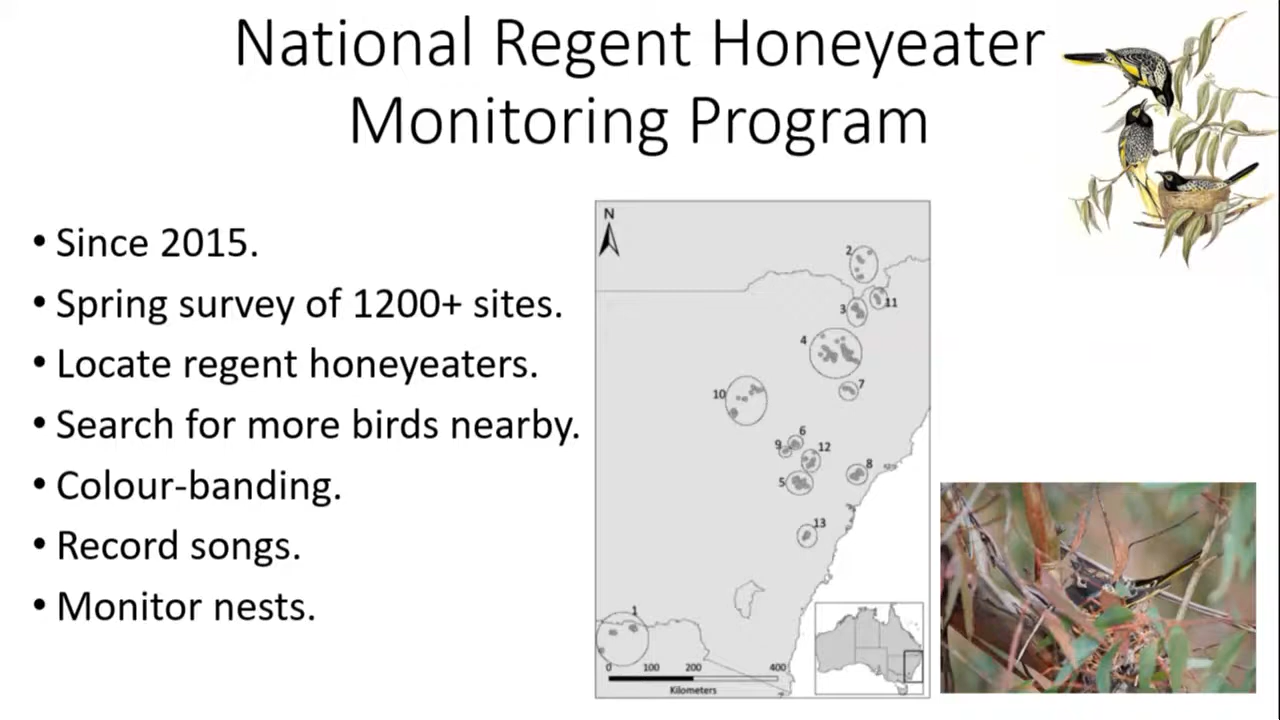 National Regent Honeyeater
Monitoring Program
• Since 2015.
• Spring survey of 1200+ sites.
• Locate regent honeyeaters.
• Search for more birds nearby.
• Colour-banding.
• Record songs.
• Monitor nests.
N
2
11
3
4
7
10
6
9
12
8
5
13
1
0 100 200 400
Kilometers